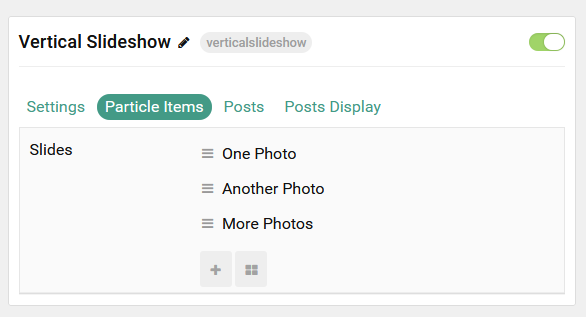 Vertical Slideshow verticalslideshow
Settings Particle Items Posts Posts Display
Slides
One Photo
Another Photo
More Photos